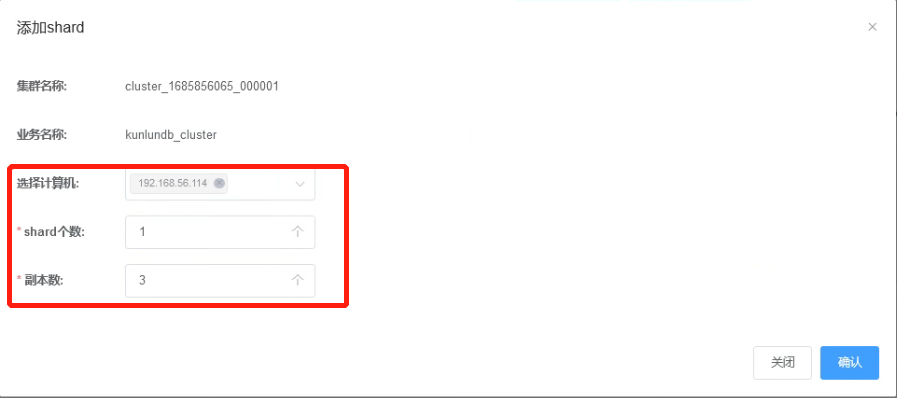 添加shard
集群名称: cluster_1685856065_000001
业务名称: kunlundb_cluster
选择计算机: 192.168.56.114
* shard个数: 1 个
* 副本数: 3 个
关闭 确认